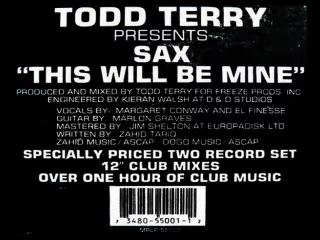 TODD TERRY
PRESENTS
SAX
"THIS WILL BE MINE"
PRODUCED AND MIXED BY TODD TERRY FOR FREEZE PRODS. INC
ENGINEERED BY KIERAN WALSH AT D & D STUDIOS
VOCALS BY- MARGARET CONWAY AND EL FINESSE
GUITAR BY MARLON GRAVES
MASTERED BY JIM SHELTON AT EUROPADISK LTD
WRITTEN BY ZAHID TARIQ
ZAHID MUSIC/ASCAP - DOGO MUSIC/ASCAP
SPECIALLY PRICED TWO RECORD SET
12" CLUB MIXES
OVER ONE HOUR OF CLUB MUSIC
7 3480-55001-1 2